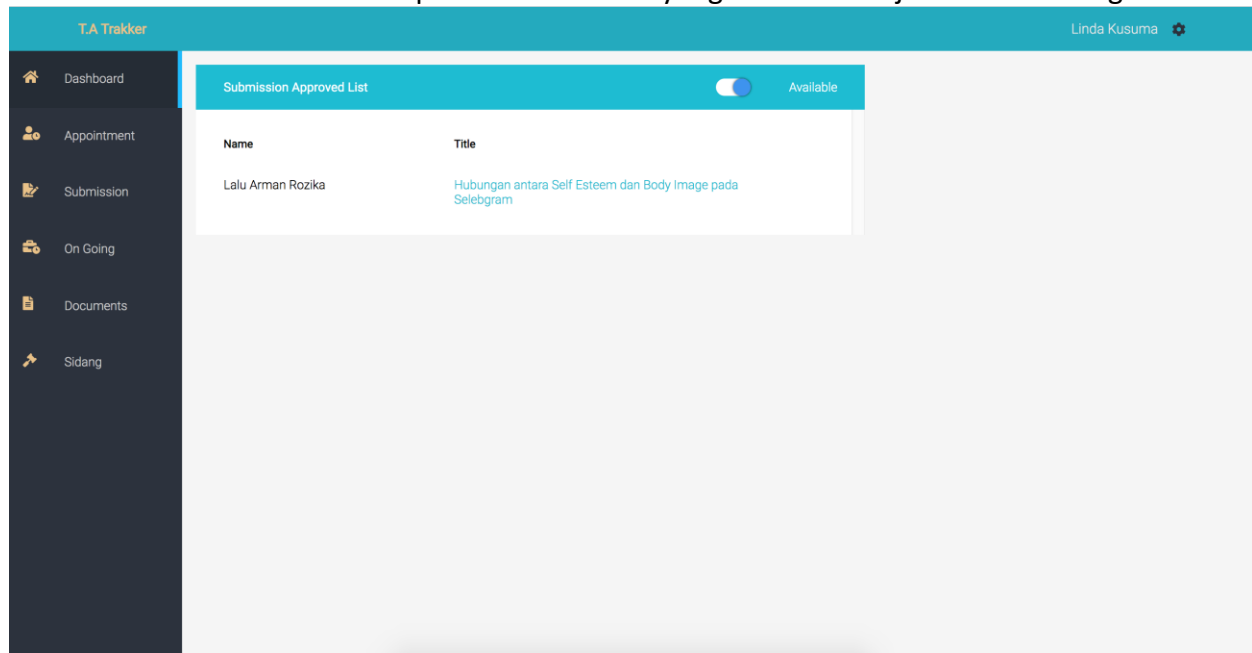 T.A Trakker
Linda Kusuma
Dashboard
Appointment
Submission
On Going
Documents
Sidang
Submission Approved List
Available
Name Title
Lalu Arman Rozika Hubungan antara Self Esteem dan Body Image pada
Selebgram